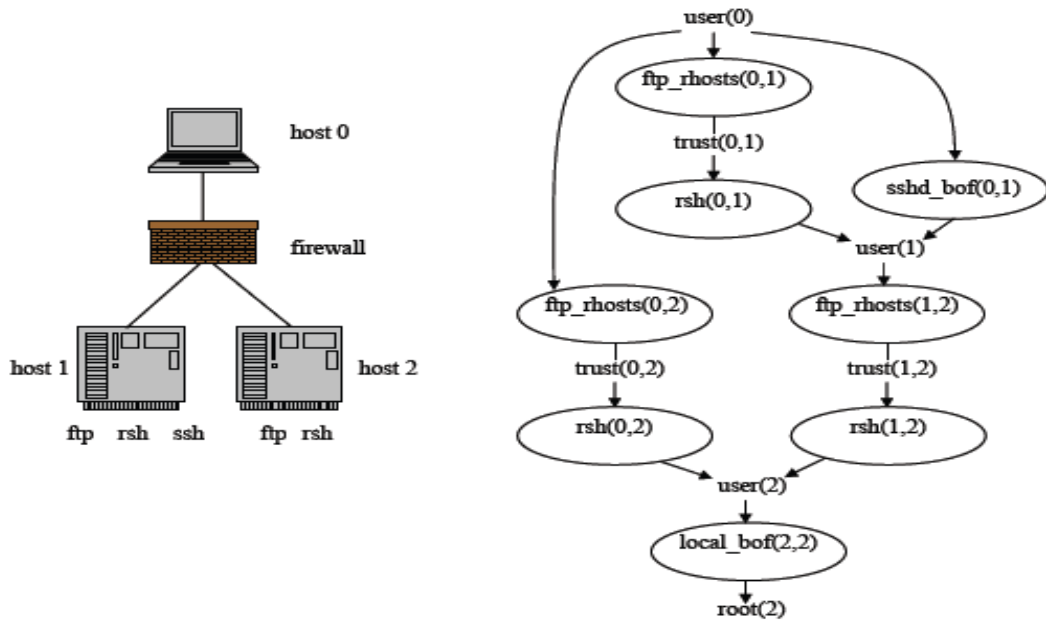 host 0
firewall
host 1
host 2
ftp rsh ssh
ftp rsh
user(0)
ftp_rhosts(0,1)
trust(0,1)
rsh(0,1)
sshd_bof(0,1)
user(1)
ftp_rhosts(0,2)
ftp_rhosts(1,2)
trust(0,2)
trust(1,2)
rsh(0,2)
rsh(1,2)
user(2)
local_bof(2,2)
root(2)